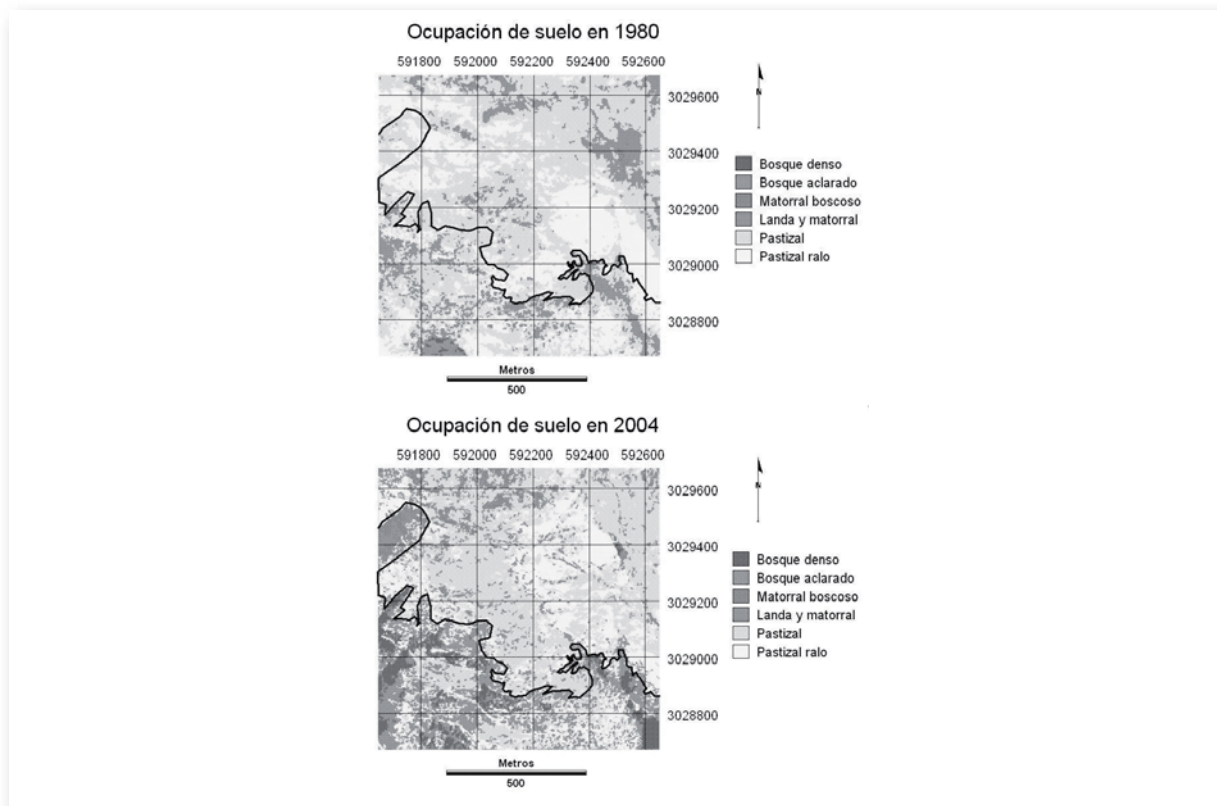 Ocupación de suelo en 1980
591800 592000 592200 592400 592600
3029600
3029400
3029200
3029000
3028800
N
Bosque denso
Bosque aclarado
Matorral boscoso
Landa y matorral
Pastizal
Pastizal ralo
Metros
500
Ocupación de suelo en 2004
591800 592000 592200 592400 592600
3029600
3029400
3029200
3029000
3028800
N
Bosque denso
Bosque aclarado
Matorral boscoso
Landa y matorral
Pastizal
Pastizal ralo
Metros
500